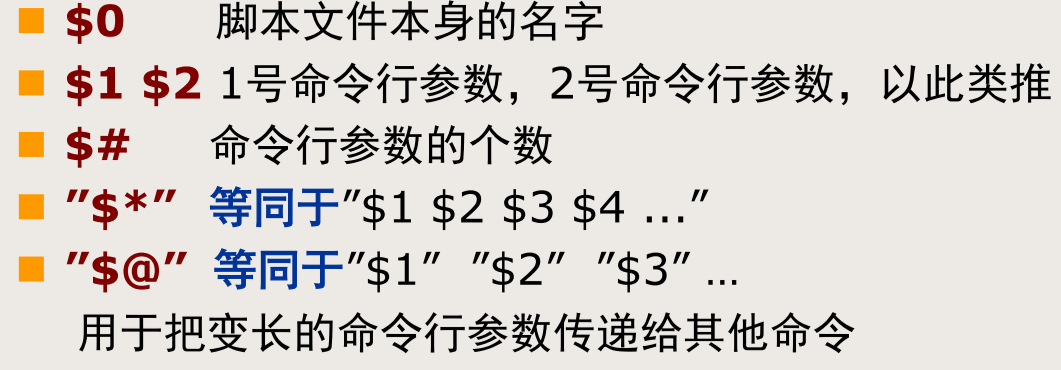 $0 脚本文件本身的名字
$1 $2 1号命令行参数，2号命令行参数，以此类推
$# 命令行参数的个数
"$*" 等同于"$1 $2 $3 $4 ..."
"$@" 等同于"$1" "$2" "$3" …
用于把变长的命令行参数传递给其他命令